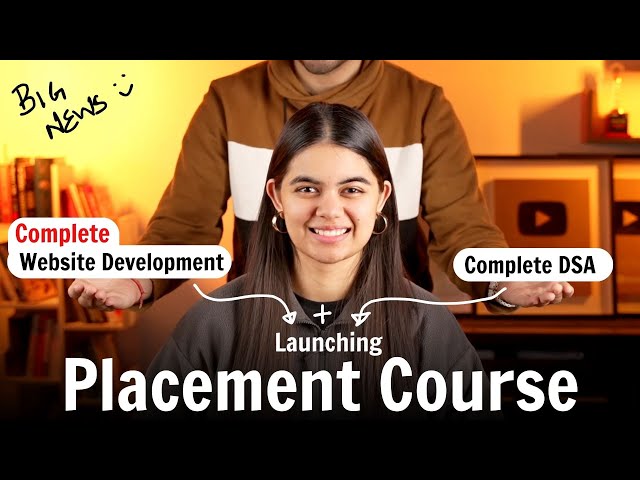 BIG
NEWS :)
Complete
Website Development
Complete DSA
+
Launching
Placement Course